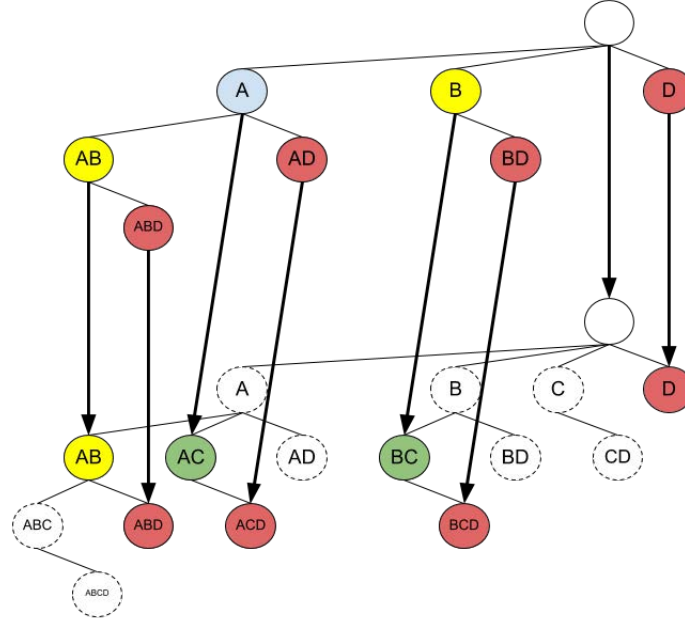 A B D
AB AD BD
ABD
A B C D
AB AC AD BC BD CD
ABC ABD ACD BCD
ABCD